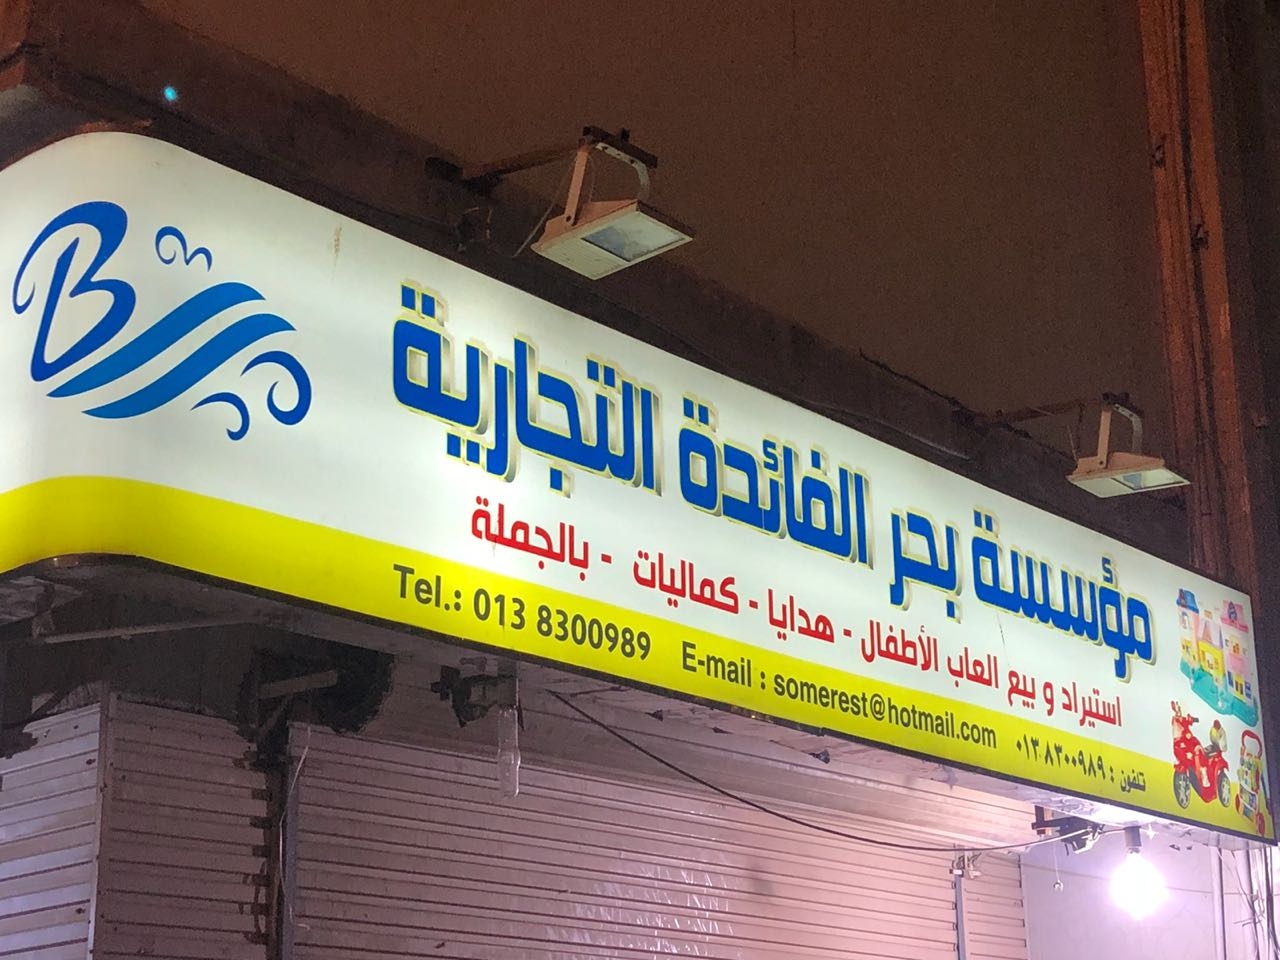 B
مؤسسة بحر الفائدة التجارية
استيراد و بيع العاب الأطفال - هدايا - كماليات - بالجملة
Tel.: 013 8300989 E-mail : somerest@hotmail.com تلفون : ٠١٣٨٣٠٠٩٨٩